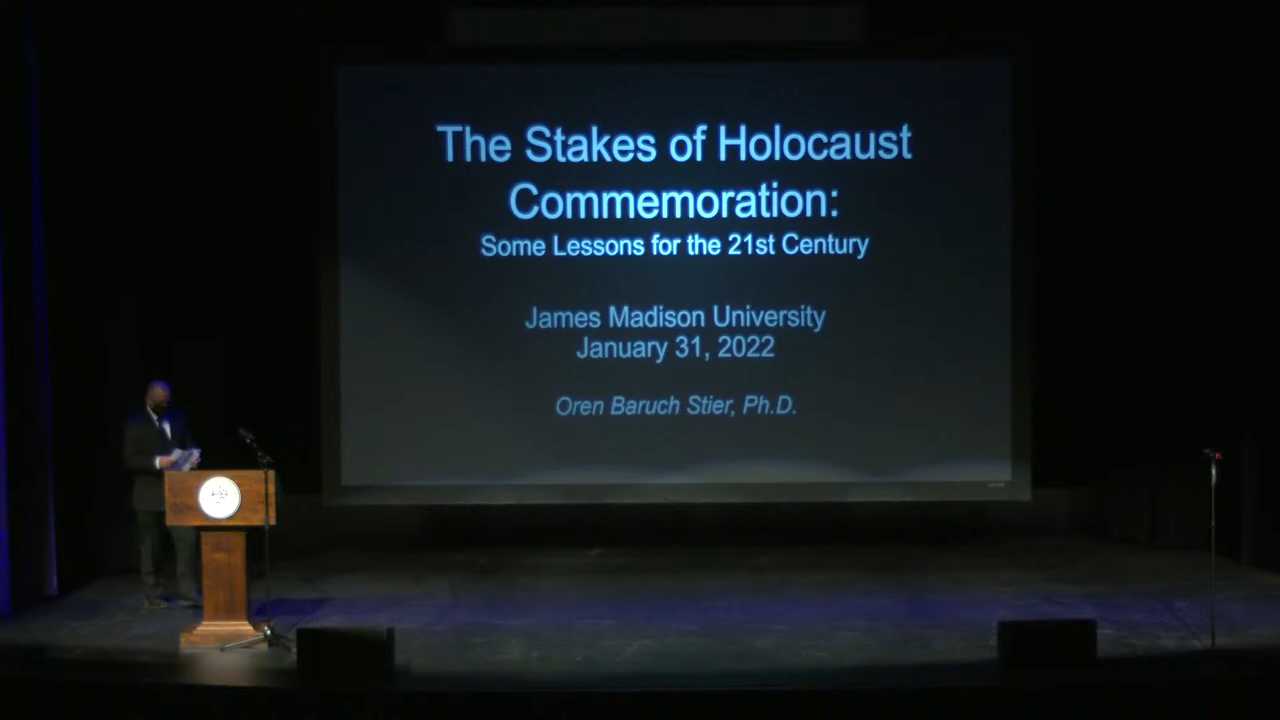 The Stakes of Holocaust
Commemoration:
Some Lessons for the 21st Century
James Madison University
January 31, 2022
Oren Baruch Stier, Ph.D.